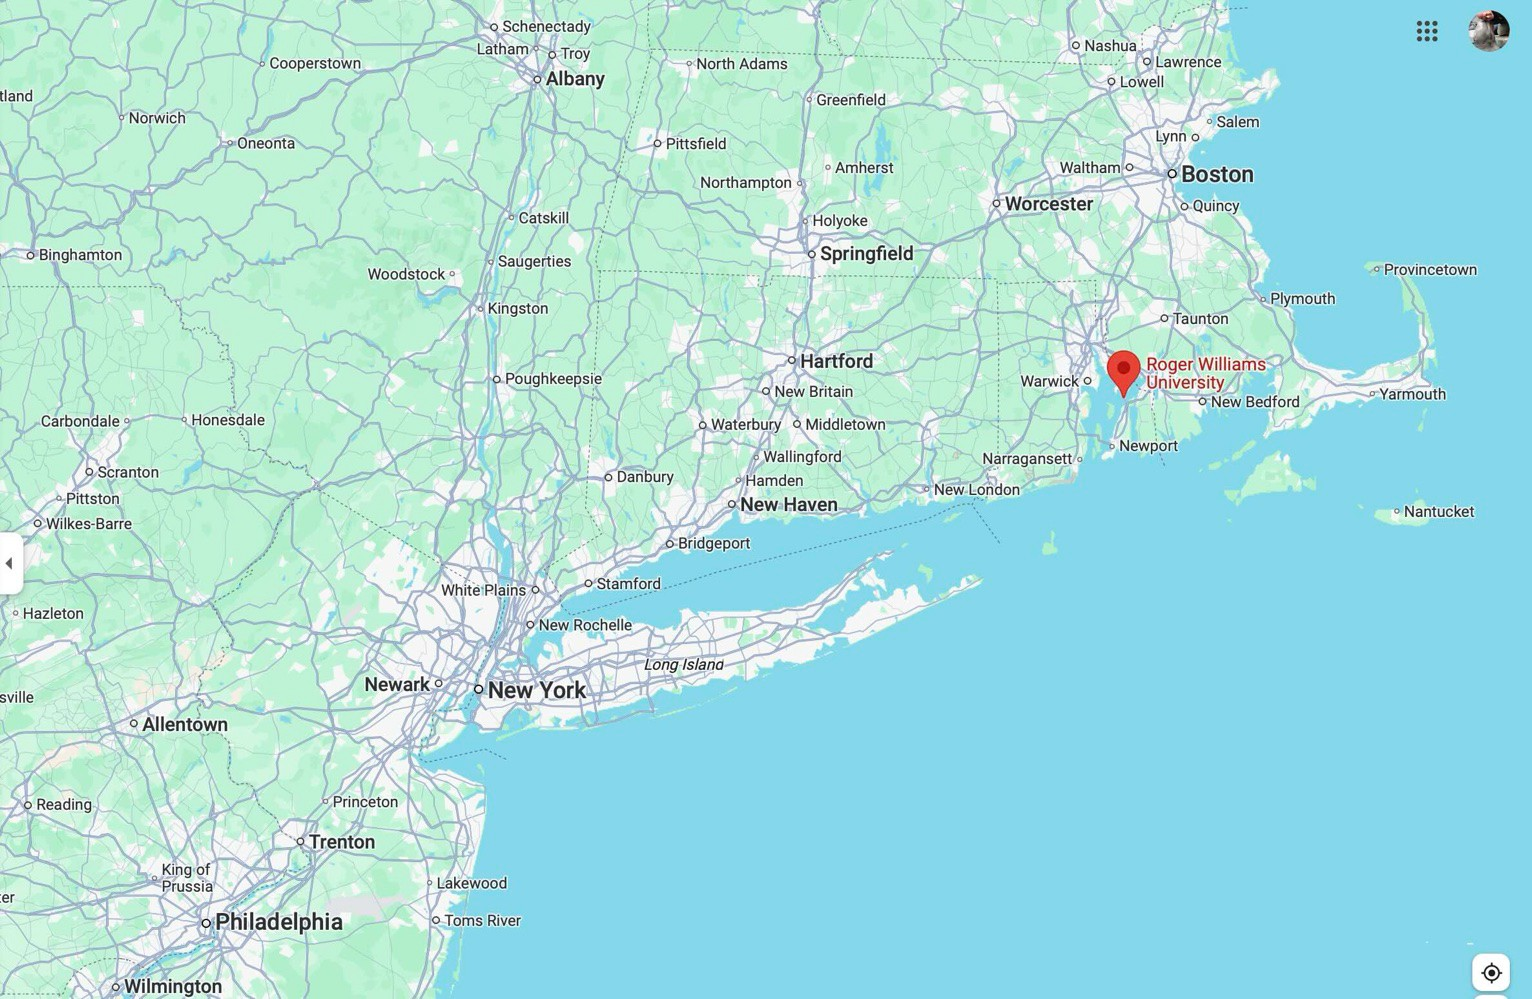 Schenectady
Latham
Troy
Cooperstown
Albany
North Adams
Nashua
Lawrence
Lowell
tland
Greenfield
Norwich
Salem
Lynn
Oneonta
Pittsfield
Amherst
Waltham
Boston
Northampton
Worcester
Quincy
Catskill
Holyoke
Binghamton
Springfield
Saugerties
Woodstock
Provincetown
Kingston
Plymouth
Taunton
Hartford
Roger Williams
University
Poughkeepsie
Warwick
New Britain
Yarmouth
New Bedford
Carbondale
Honesdale
Waterbury
Middletown
Newport
Wallingford
Narragansett
Scranton
Danbury
Hamden
New London
Pittston
New Haven
Nantucket
Wilkes-Barre
Bridgeport
White Plains
Stamford
Hazleton
New Rochelle
Long Island
Newark
New York
sville
Allentown
Princeton
Reading
Trenton
King of
Prussia
Lakewood
ter
Philadelphia
Toms River
Wilmington